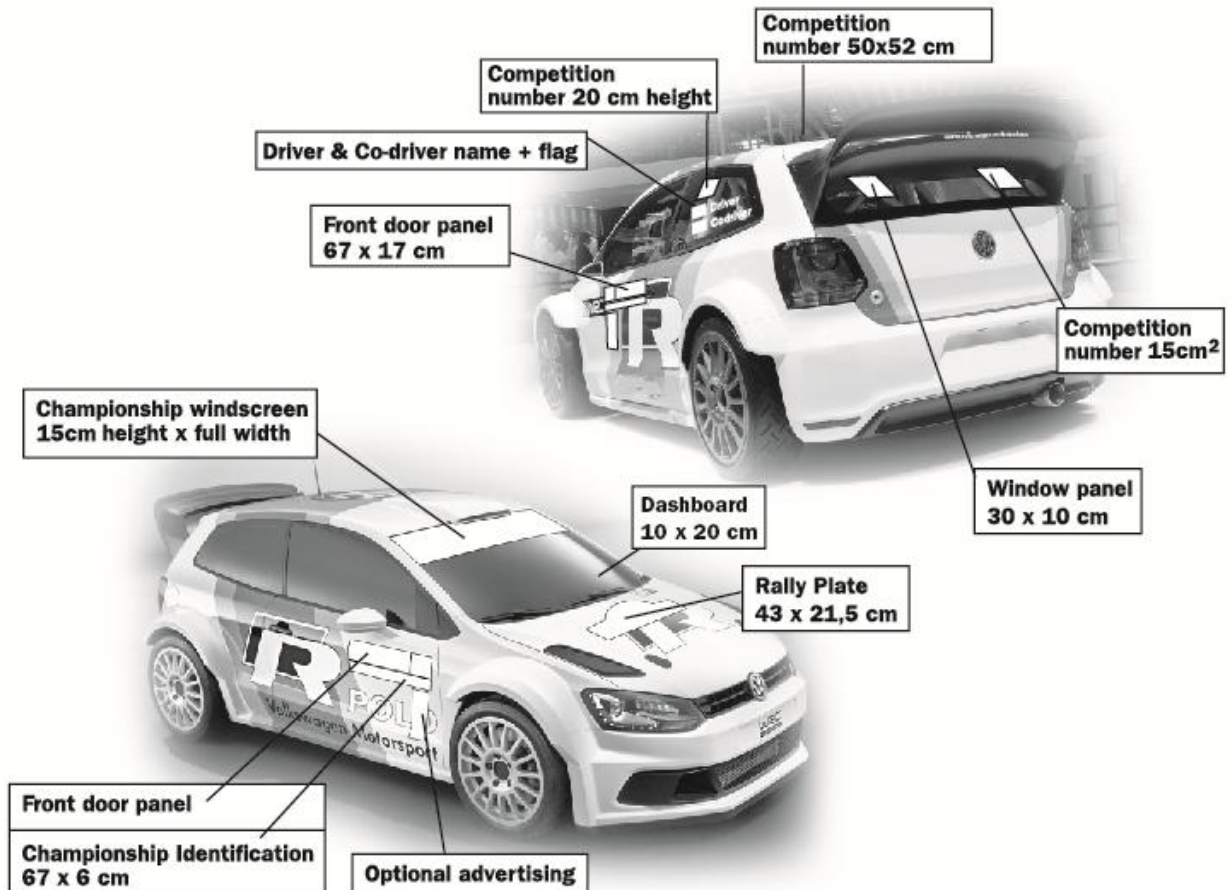 Competition
number 50x52 cm
Competition
number 20 cm height
Driver & Co-driver name + flag
Driver
Codriver
Front door panel
67 x 17 cm
Competition
number 15cm²
Championship windscreen
15cm height x full width
Window panel
30 x 10 cm
Dashboard
10 x 20 cm
Rally Plate
43 x 21,5 cm
R
R
POLO
Volkswagen Motorsport
Front door panel
Championship Identification
67 x 6 cm
Optional advertising